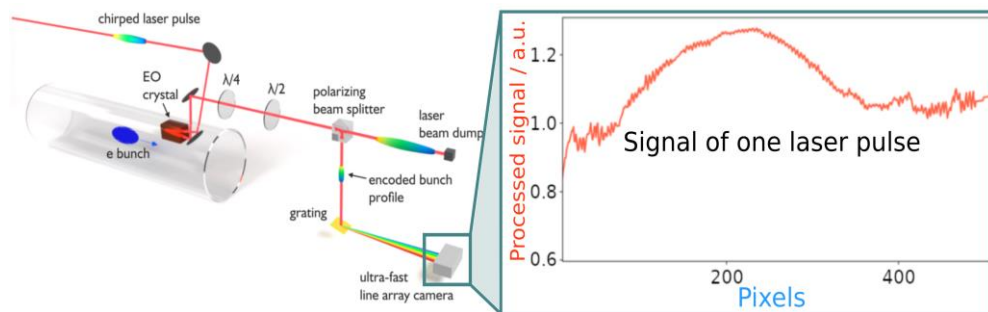 chirped laser pulse
EO
crystal
λ/4
λ/2
polarizing
beam splitter
laser
beam dump
e bunch
encoded bunch
profile
grating
ultra-fast
line array camera
Processed signal / a.u.
1.2
1.0
0.8
0.6
Signal of one laser pulse
200
400
Pixels